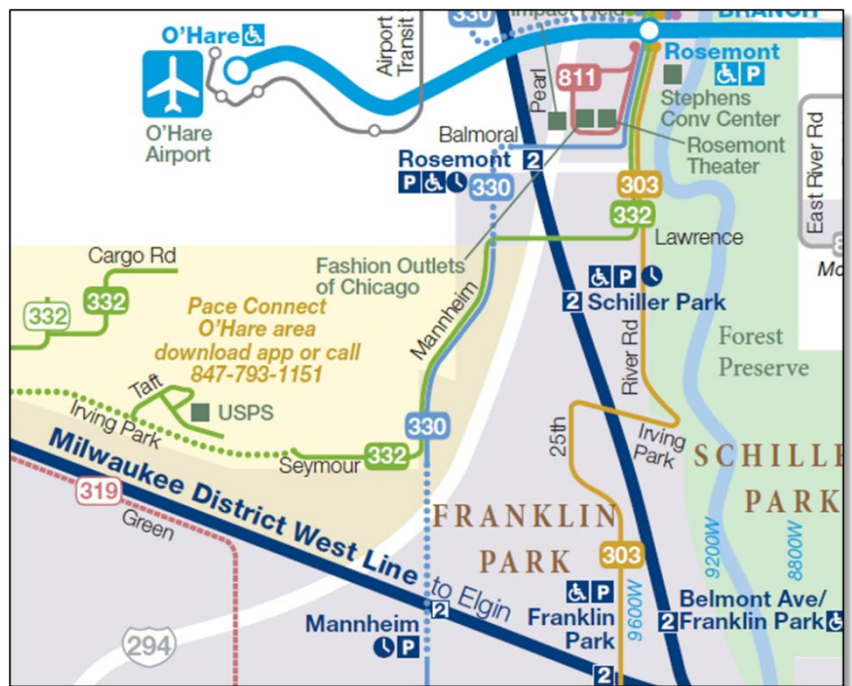 330
Impact Field
BRANCH
O'Hare
Airport
Transit
Rosemont
P
811
Pearl
Stephens
Conv Center
O'Hare
Airport
Balmoral
Rosemont
2
P
330
Rosemont
Theater
East River Rd
303
332
Lawrence
Cargo Rd
Fashion Outlets
of Chicago
P
332
332
Pace Connect
O'Hare area
download app or call
847-793-1151
Mannheim
2
Schiller Park
River Rd
Forest
Preserve
Taft
USPS
Irving Park
330
25th
Irving
Park
Seymour
332
SCHILLE
PARK
Milwaukee District West Line
to Elgin
319
Green
FRANKLIN
PARK
303
9200W
8800W
P
9600W
Mannheim
P
2
Franklin
Park
Belmont Ave/
2
Franklin Park
294
2